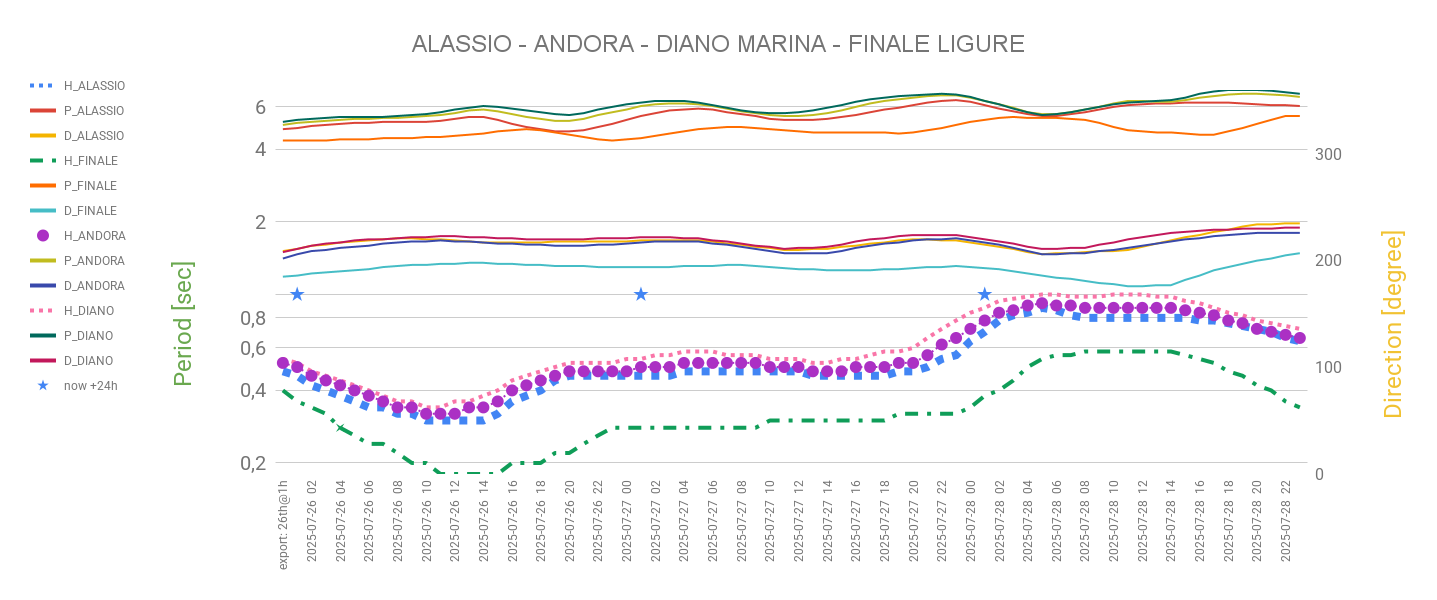 ALASSIO - ANDORA - DIANO MARINA - FINALE LIGURE
H_ALASSIO
P_ALASSIO
D_ALASSIO
H_FINALE
P_FINALE
D_FINALE
H_ANDORA
P_ANDORA
D_ANDORA
H_DIANO
P_DIANO
D_DIANO
now +24h
Period [sec]
6
4
2
0,8
0,6
0,4
0,2
300
200
100
0
Direction [degree]
export: 26th@1h
2025-07-26 02
2025-07-26 04
2025-07-26 06
2025-07-26 08
2025-07-26 10
2025-07-26 12
2025-07-26 14
2025-07-26 16
2025-07-26 18
2025-07-26 20
2025-07-26 22
2025-07-27 00
2025-07-27 02
2025-07-27 04
2025-07-27 06
2025-07-27 08
2025-07-27 10
2025-07-27 12
2025-07-27 14
2025-07-27 16
2025-07-27 18
2025-07-27 20
2025-07-27 22
2025-07-28 00
2025-07-28 02
2025-07-28 04
2025-07-28 06
2025-07-28 08
2025-07-28 10
2025-07-28 12
2025-07-28 14
2025-07-28 16
2025-07-28 18
2025-07-28 20
2025-07-28 22